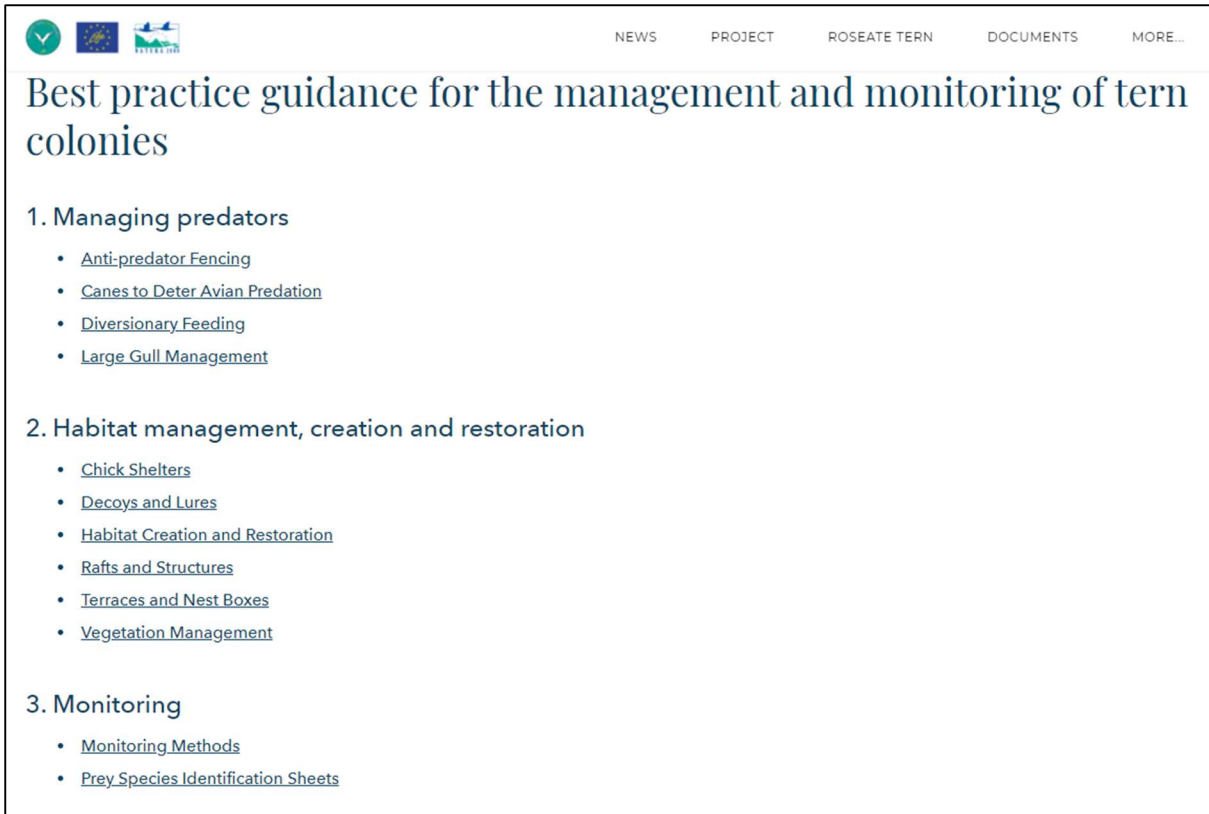 NATURA 2000
NEWS PROJECT ROSEATE TERN DOCUMENTS MORE...
Best practice guidance for the management and monitoring of tern
colonies
1. Managing predators
• Anti-predator Fencing
• Canes to Deter Avian Predation
• Diversionary Feeding
• Large Gull Management
2. Habitat management, creation and restoration
• Chick Shelters
• Decoys and Lures
• Habitat Creation and Restoration
• Rafts and Structures
• Terraces and Nest Boxes
• Vegetation Management
3. Monitoring
• Monitoring Methods
• Prey Species Identification Sheets